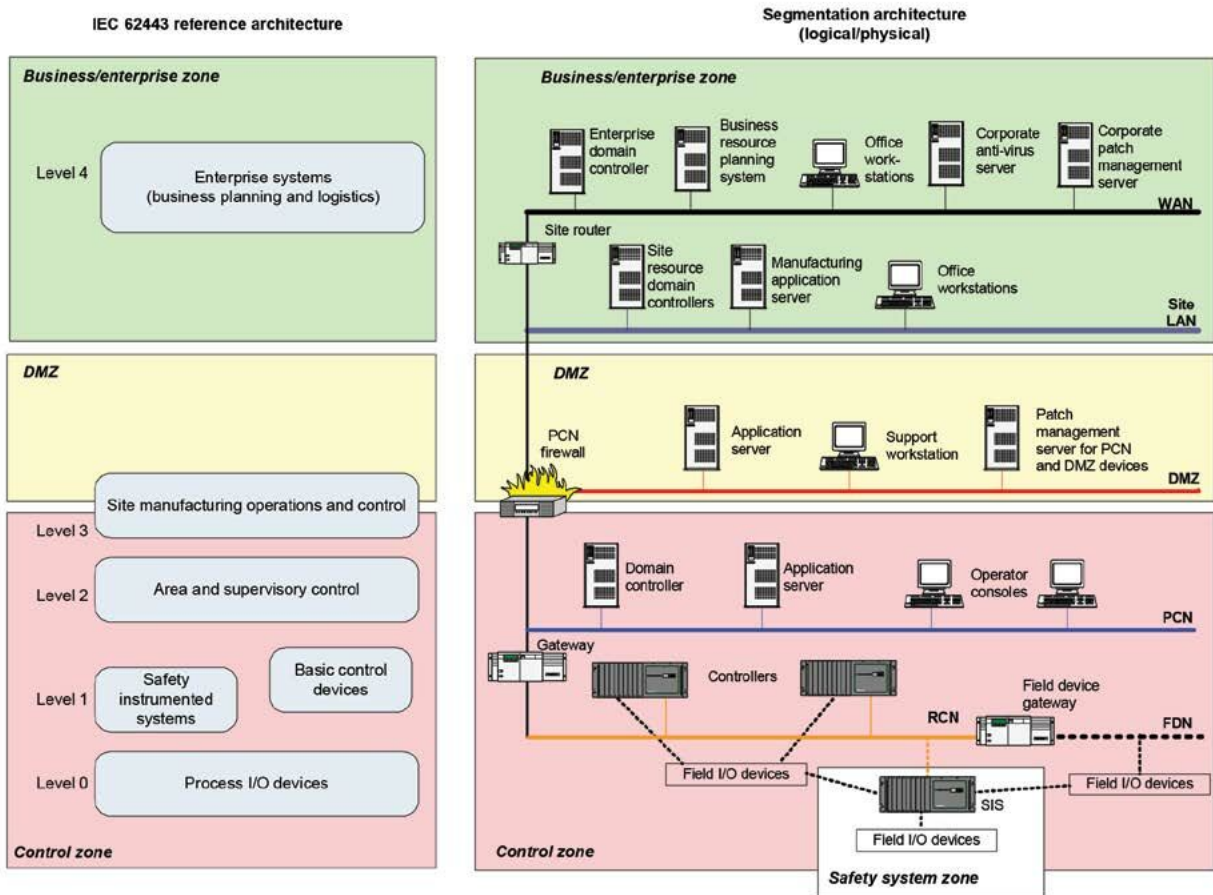 IEC 62443 reference architecture
Business/enterprise zone
Level 4
Enterprise systems
(business planning and logistics)
DMZ
Site manufacturing operations and control
Level 3
Level 2
Area and supervisory control
Level 1
Safety
instrumented
systems
Basic control
devices
Level 0
Process I/O devices
Control zone
Segmentation architecture
(logical/physical)
Business/enterprise zone
Enterprise
domain
controller
Business
resource
planning
system
Office
work-
stations
Corporate
anti-virus
server
Corporate
patch
management
server
WAN
Site router
Site
resource
domain
controllers
Manufacturing
application
server
Office
workstations
Site
LAN
DMZ
PCN
firewall
Application
server
Support
workstation
Patch
management
server for PCN
and DMZ devices
DMZ
Domain
controller
Application
server
Operator
consoles
PCN
Gateway
Controllers
Field device
gateway
RCN
FDN
Field I/O devices
SIS
Field I/O devices
Field I/O devices
Control zone
Safety system zone